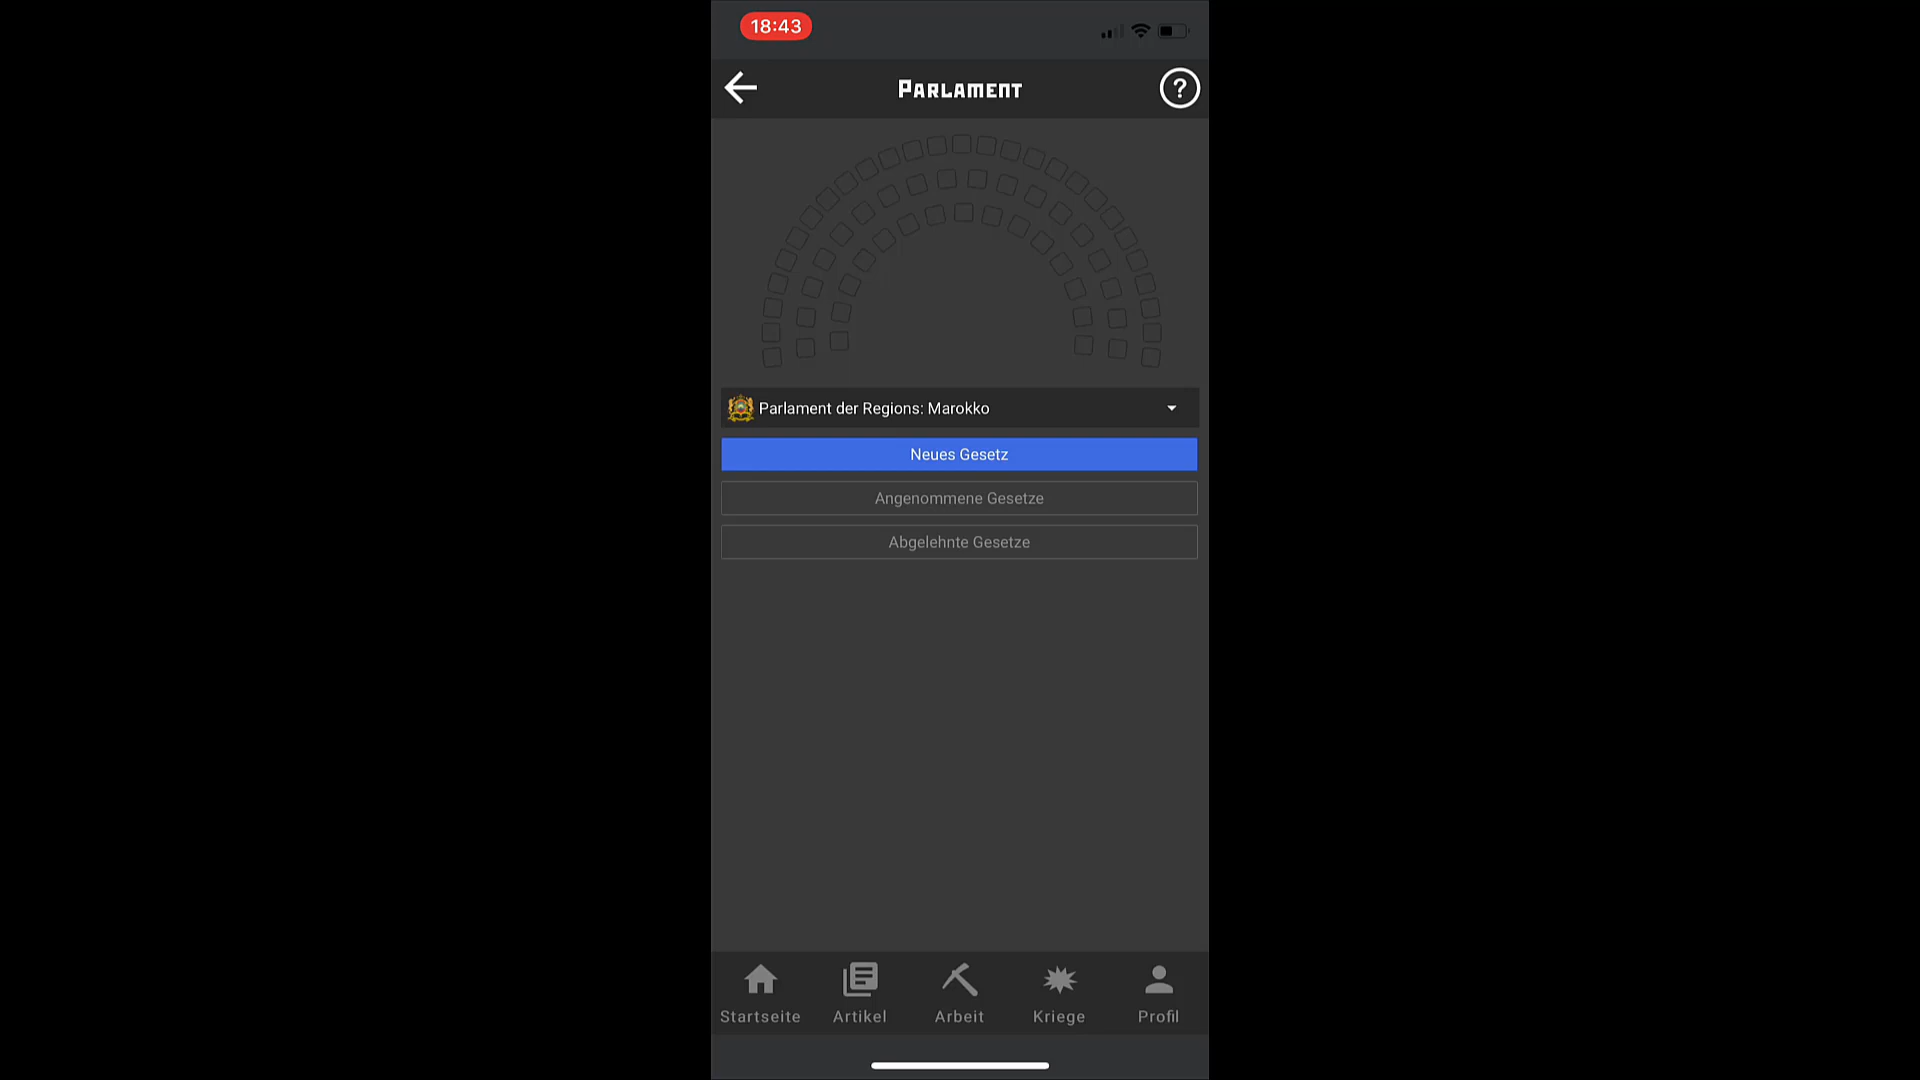 18:43
Parlament
?
Parlament der Regions: Marokko
Neues Gesetz
Angenommene Gesetze
Abgelehnte Gesetze
Startseite
Artikel
Arbeit
Kriege
Profil